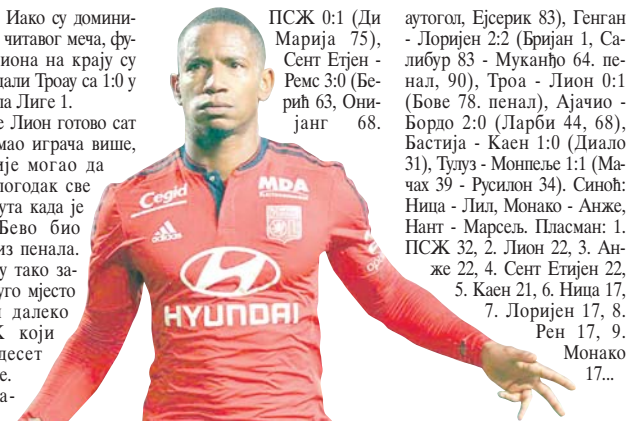 Иако су домини-
читавог меча, фу-
иона на крају су
дали Троау са 1:0 у
ла Лиге 1.
е Лион готово сат
мао играча више,
ије могао да
погодак све
ута када је
Бево био
из пенала.
у тако за-
уго мјесто
далеко
К који
десет
е.
а-
Cegid
adidas
MDA
HYUNDAI
ПСЖ 0:1 (Ди
Марија 75),
Сент Етјен -
Ремс 3:0 (Бе-
рић 63, Они-
јанг 68.
аутогол, Ејсерик 83), Генган
- Лоријен 2:2 (Бријан 1, Са-
либур 83 - Муканђо 64. пе-
нал, 90), Троа - Лион 0:1
(Бове 78. пенал), Ајачио -
Бордо 2:0 (Ларби 44, 68),
Бастија - Каен 1:0 (Диало
31), Тулуз - Монпеље 1:1 (Ма-
чах 39 - Русилон 34). Синоћ:
Ница - Лил, Монако - Анже,
Нант - Марсељ. Пласман: 1.
ПСЖ 32, 2. Лион 22, 3. Ан-
же 22, 4. Сент Етијен 22,
5. Каен 21, 6. Ница 17,
7. Лоријен 17, 8.
Рен 17, 9.
Монако
17...